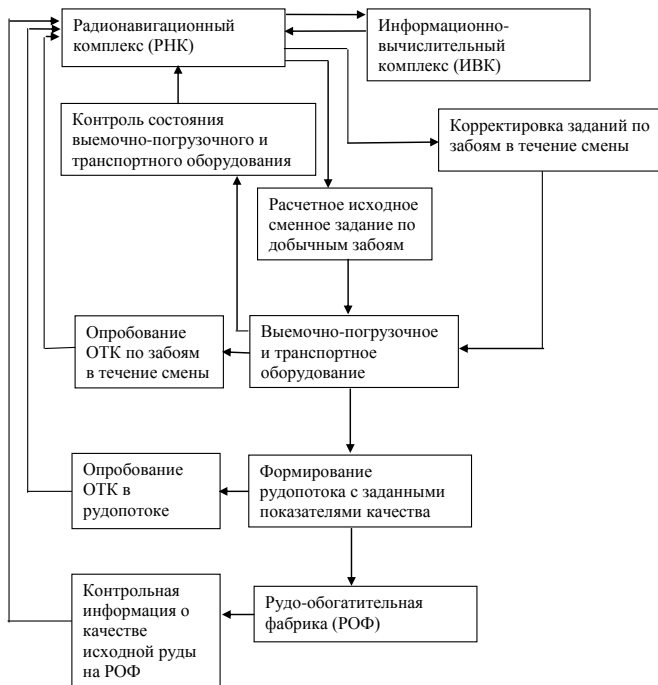 Радионавигационный
комплекс (РНК)
Информационно-
вычислительный
комплекс (ИВК)
Контроль состояния
выемочно-погрузочного и
транспортного оборудования
Корректировка заданий по
забоям в течение смены
Расчетное исходное
сменное задание по
добычным забоям
Опробование
ОТК по забоям
в течение смены
Выемочно-погрузочное
и транспортное
оборудование
Опробование
ОТК в
рудопотоке
Формирование
рудопотока с заданными
показателями качества
Контрольная
информация о
качестве
исходной руды
на РОФ
Рудо-обогатительная
фабрика (РОФ)